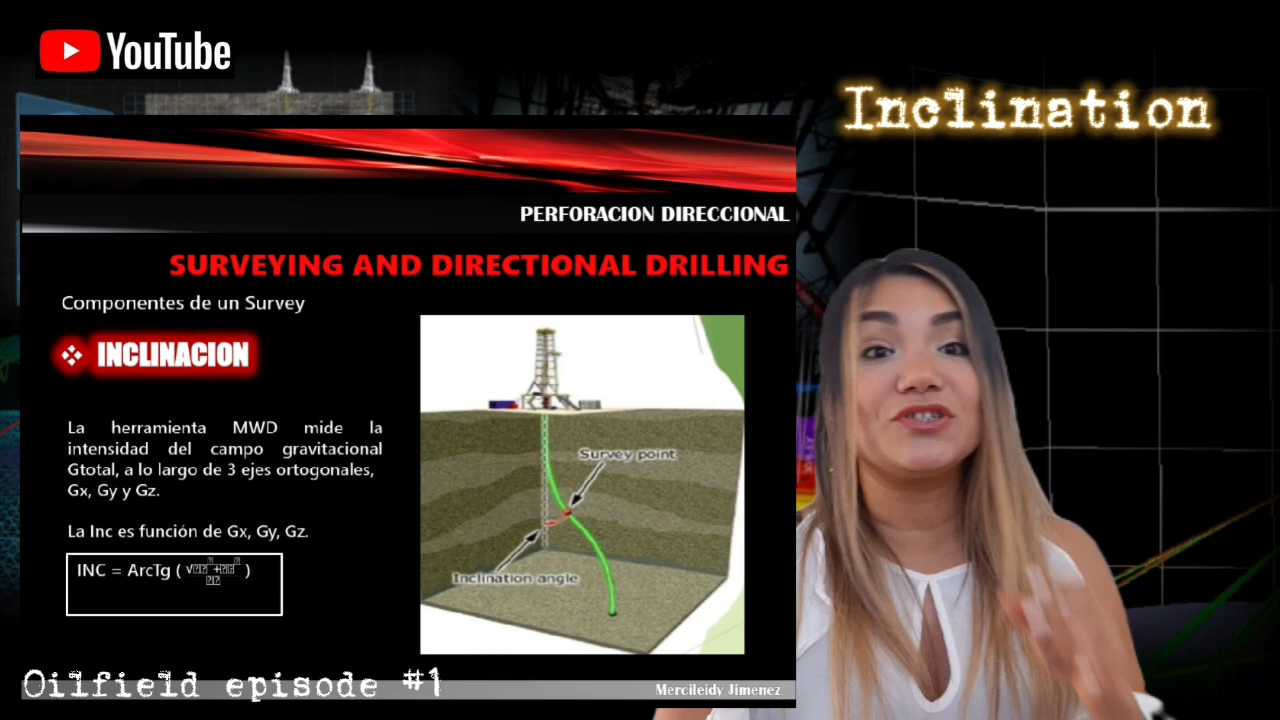 YouTube
Inclination
PERFORACION DIRECCIONAL
SURVEYING AND DIRECTIONAL DRILLING
Componentes de un Survey
INCLINACION
La herramienta MWD mide la
intensidad del campo gravitacional
Gtotal, a lo largo de 3 ejes ortogonales,
Gx, Gy y Gz.
La Inc es función de Gx, Gy, Gz.
INC = ArcTg ( √ + )
Survey point
Inclination angle
Oilfield episode #1
Mercileidy Jimenez